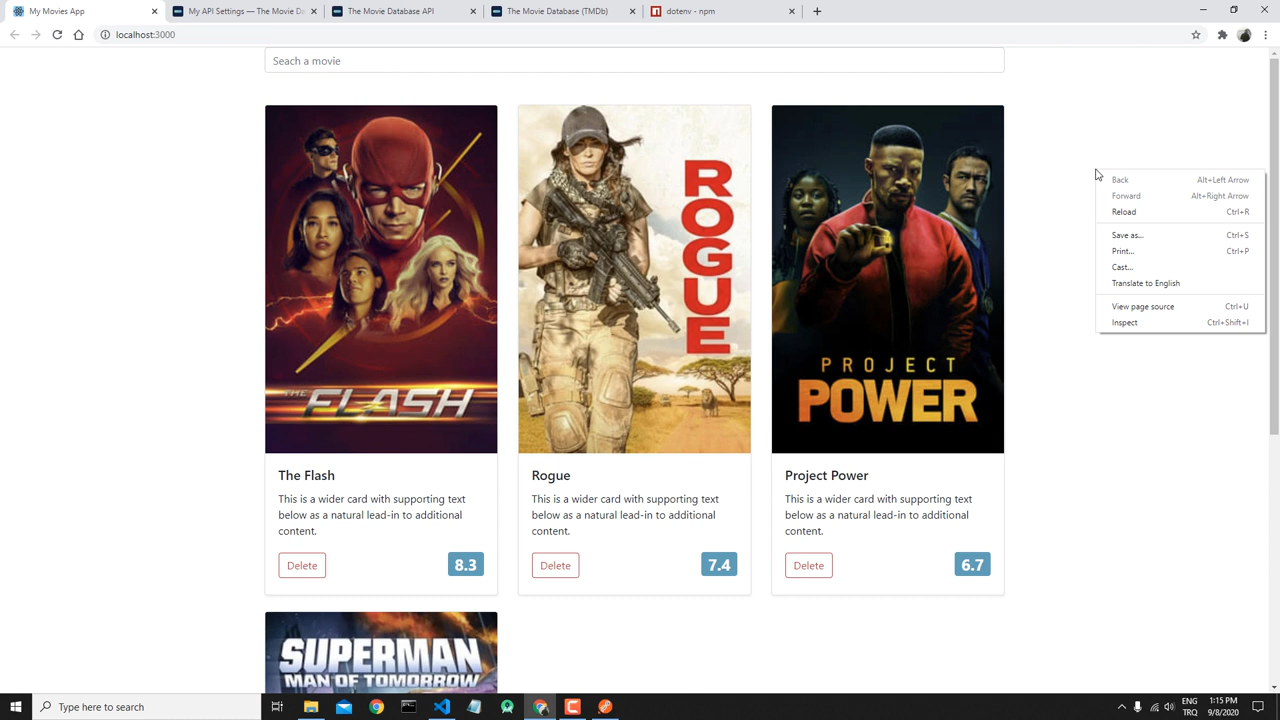 My Movies App
My API Settings — The Movie Da
The Movie Database API
The Movie Database (TMDb)
dotenv - npm
localhost:3000
Seach a movie
THE FLASH
ROGUE
PROJECT
POWER
The Flash
This is a wider card with supporting text
below as a natural lead-in to additional
content.
Delete
8.3
Rogue
This is a wider card with supporting text
below as a natural lead-in to additional
content.
Delete
7.4
Project Power
This is a wider card with supporting text
below as a natural lead-in to additional
content.
Delete
6.7
SUPERMAN
MAN OF TOMORROW
Back Alt+Left Arrow
Forward Alt+Right Arrow
Reload Ctrl+R
Save as... Ctrl+S
Print... Ctrl+P
Cast...
Translate to English
View page source Ctrl+U
Inspect Ctrl+Shift+I
Type here to search
ENG
TRQ
1:15 PM
9/8/2020